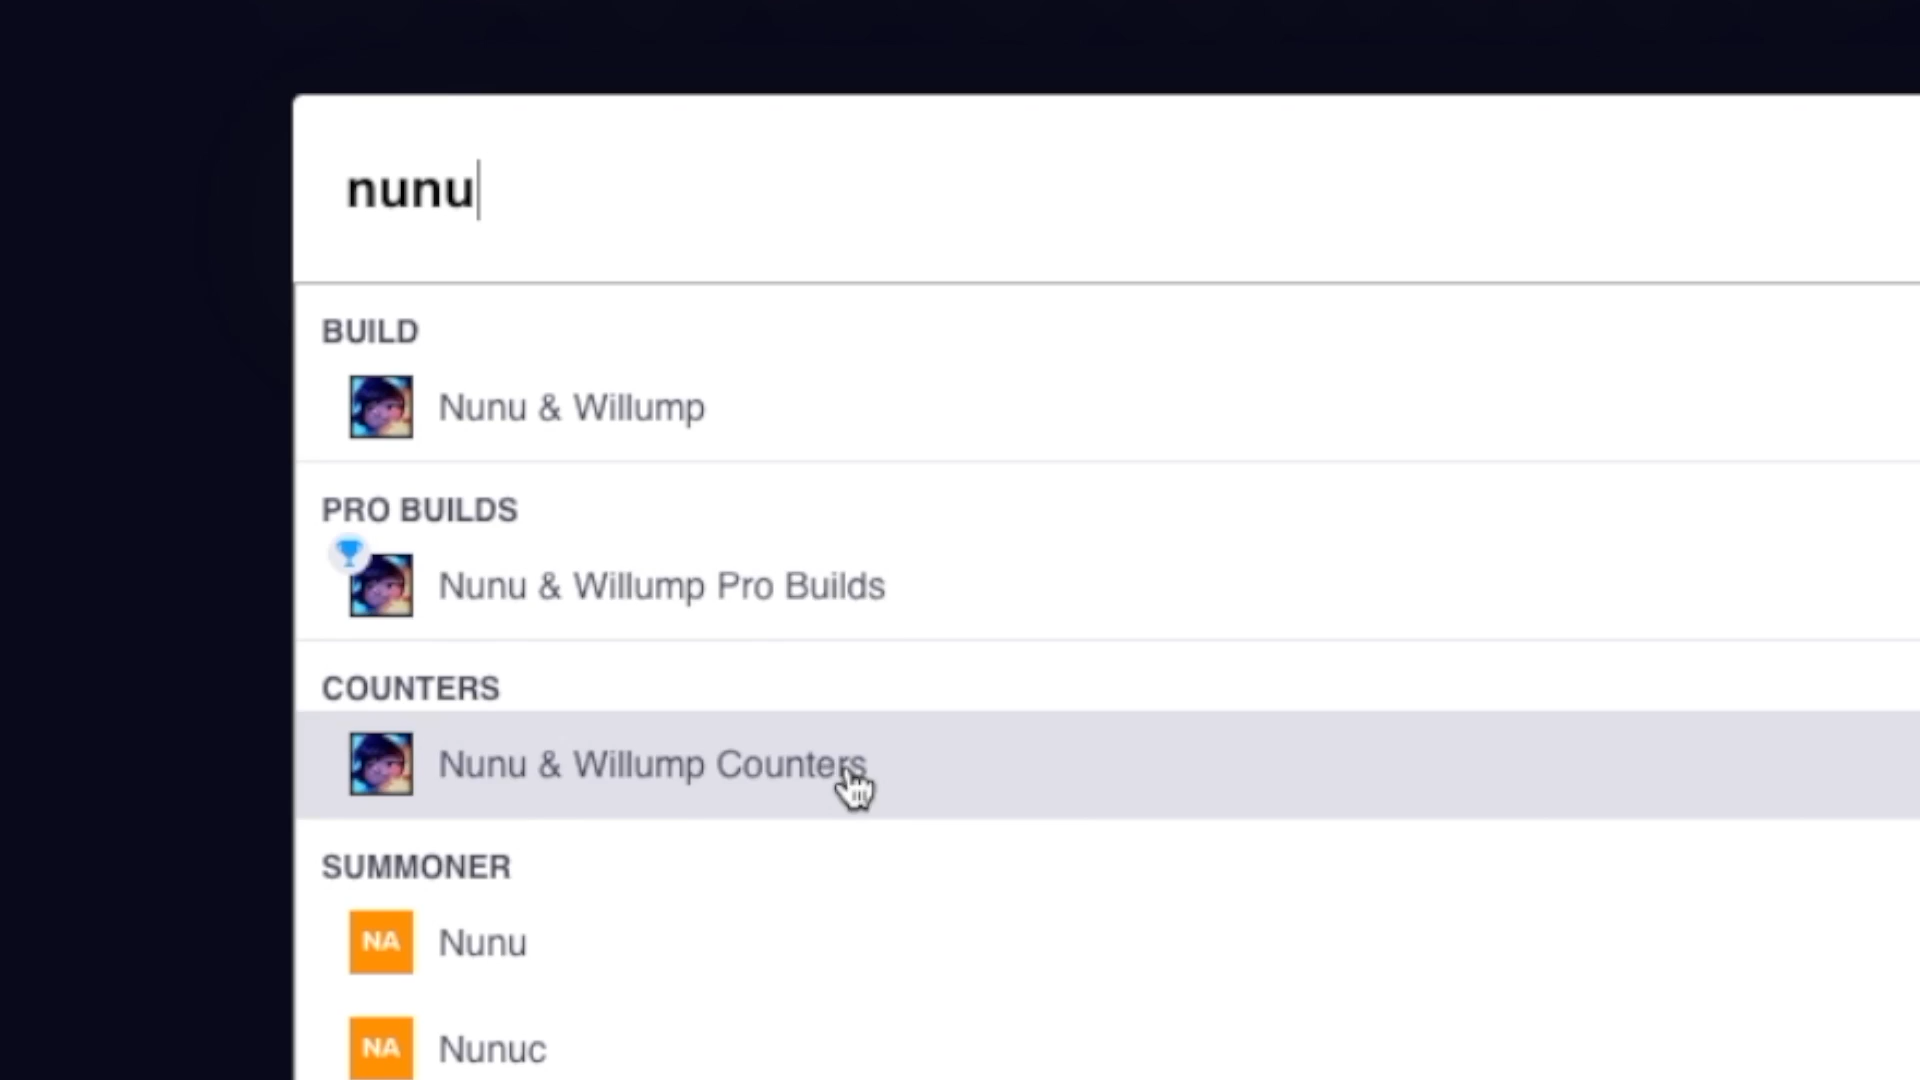 nunu
BUILD
Nunu & Willump
PRO BUILDS
Nunu & Willump Pro Builds
COUNTERS
Nunu & Willump Counters
SUMMONER
NA Nunu
NA Nunuc